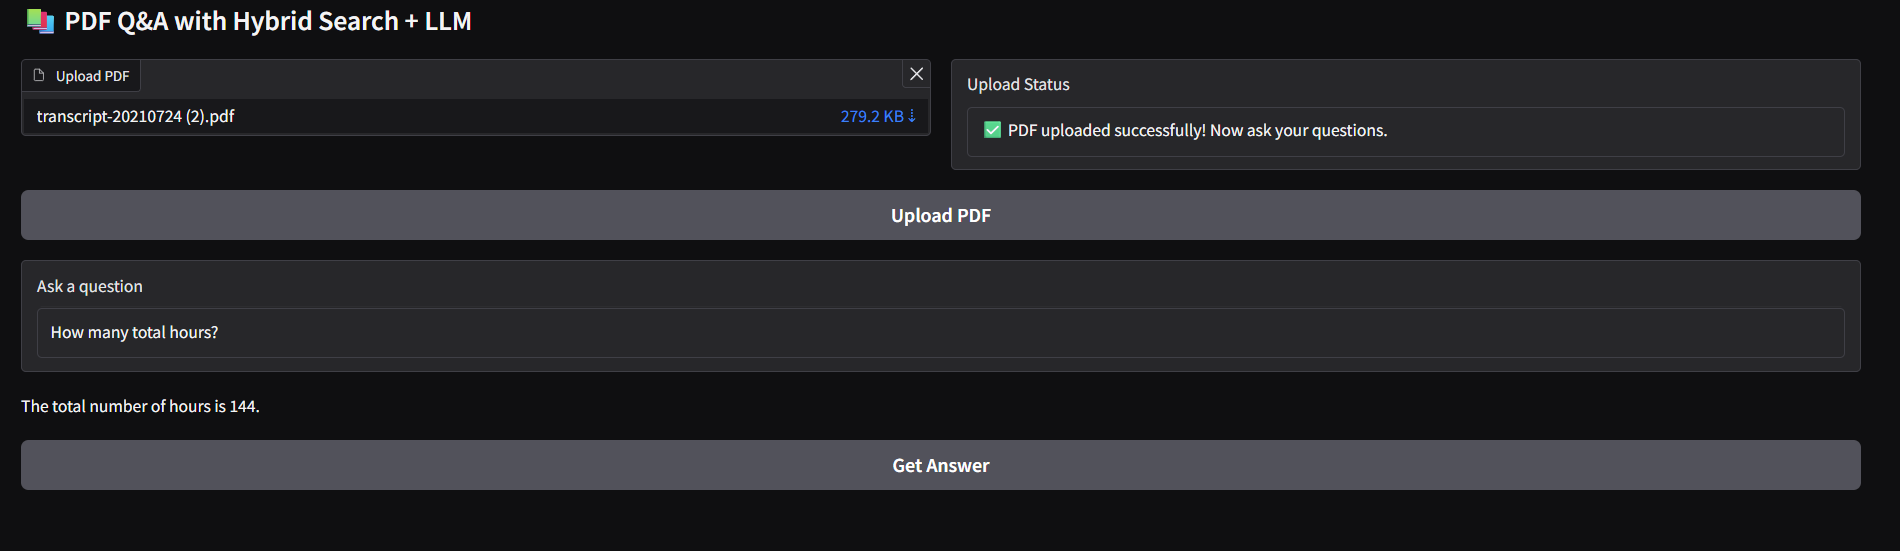 📚 PDF Q&A with Hybrid Search + LLM
Upload PDF
transcript-20210724 (2).pdf
279.2 KB ⇣
Upload Status
✅ PDF uploaded successfully! Now ask your questions.
Upload PDF
Ask a question
How many total hours?
The total number of hours is 144.
Get Answer